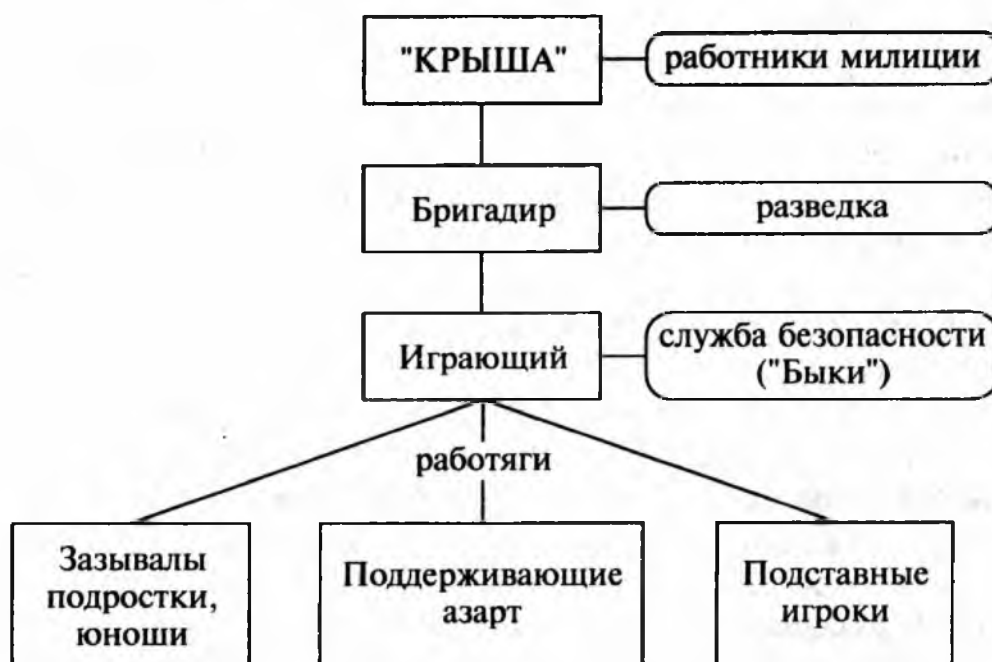 "КРЫША"
работники милиции
Бригадир
разведка
Играющий
служба безопасности
("Быки")
работяги
Зазывалы
подростки,
юноши
Поддерживающие
азарт
Подставные
игроки